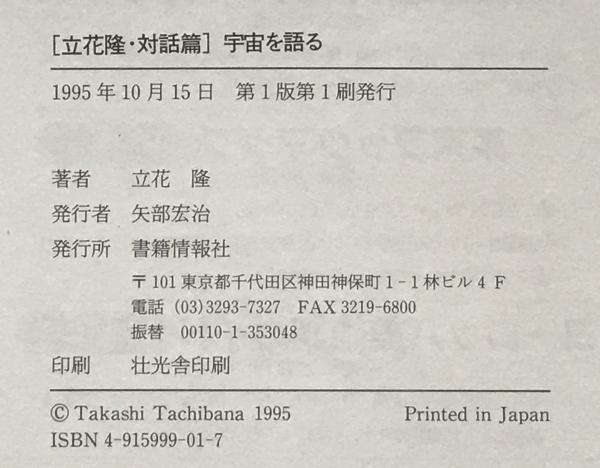 ［立花隆・対話篇］宇宙を語る
1995年10月15日　第1版第1刷発行
著者　立花　隆
発行者　矢部宏治
発行所　書籍情報社
〒101 東京都千代田区神田神保町1-1林ビル4 F
電話 (03)3293-7327　FAX 3219-6800
振替　00110-1-353048
印刷　壮光舎印刷
© Takashi Tachibana 1995　Printed in Japan
ISBN 4-915999-01-7